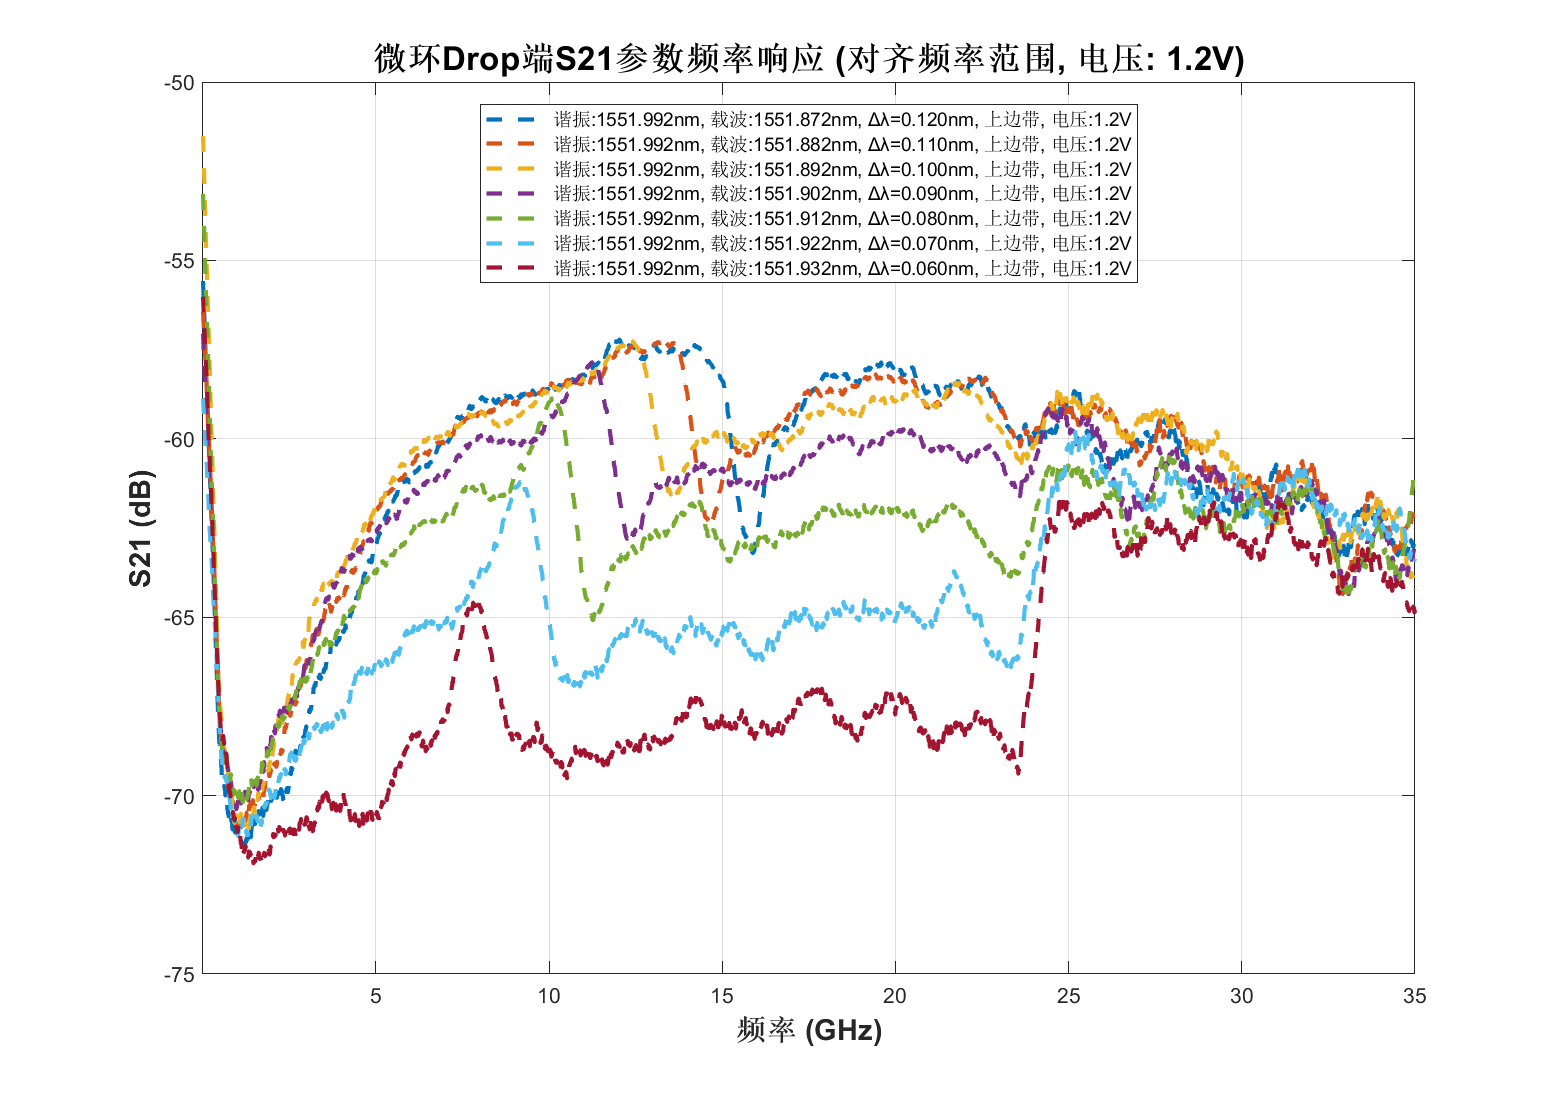 微环Drop端S21参数频率响应 (对齐频率范围, 电压: 1.2V)
谐振:1551.992nm, 载波:1551.872nm, Δλ=0.120nm, 上边带, 电压:1.2V
谐振:1551.992nm, 载波:1551.882nm, Δλ=0.110nm, 上边带, 电压:1.2V
谐振:1551.992nm, 载波:1551.892nm, Δλ=0.100nm, 上边带, 电压:1.2V
谐振:1551.992nm, 载波:1551.902nm, Δλ=0.090nm, 上边带, 电压:1.2V
谐振:1551.992nm, 载波:1551.912nm, Δλ=0.080nm, 上边带, 电压:1.2V
谐振:1551.992nm, 载波:1551.922nm, Δλ=0.070nm, 上边带, 电压:1.2V
谐振:1551.992nm, 载波:1551.932nm, Δλ=0.060nm, 上边带, 电压:1.2V
-50
-55
-60
-65
-70
-75
S21 (dB)
5 10 15 20 25 30 35
频率 (GHz)